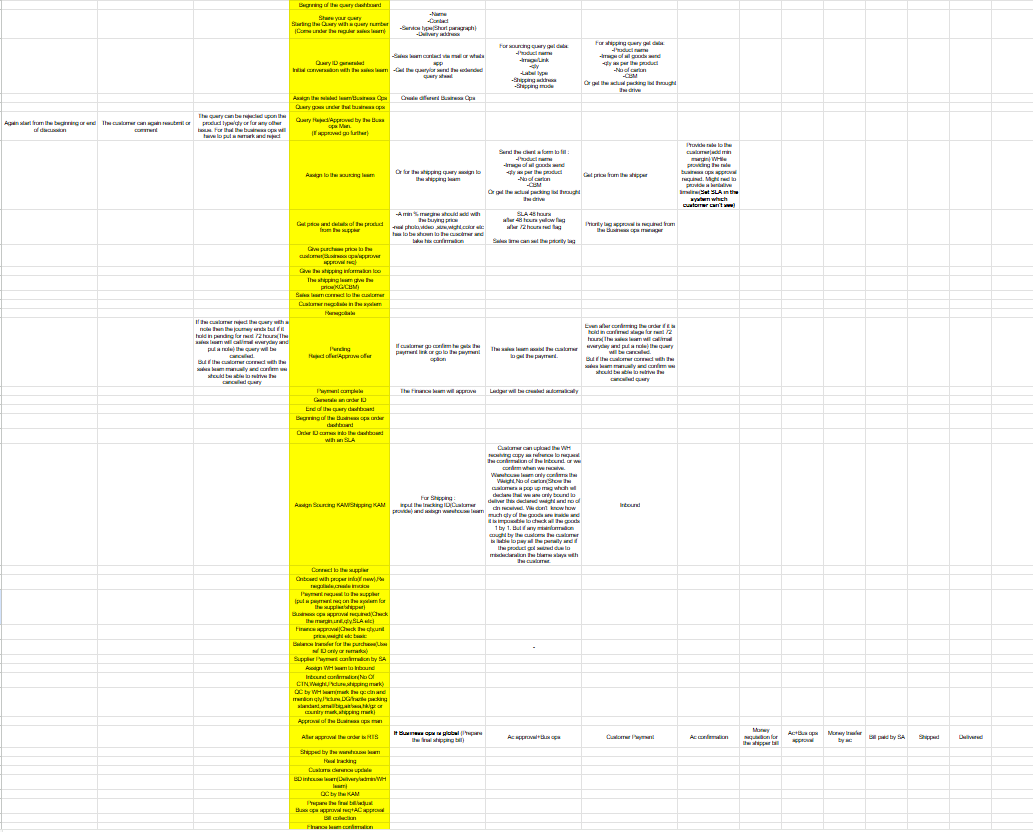 Begnning of the query dashboard
Share your query
Starting the Query with a query number
(Come under the reguler sales team)
-Name
-Contact
-Service type(Short paragraph)
-Delivery address
Query ID generated
Initial conversation with the sales team
-Sales team contact via mail or whats
app
-Get the query/or send the extended
query sheet
For sourcing query get data:
-Product name
-Image/Link
-qty
-Label type
-Shipping address
-Shipping mode
For shipping query get data:
-Product name
-Image of all goods send
-qty as per the product
-No of carton
-CBM
Or get the actual packing list throught
the drive
Assign the related team/Business Ops
Create different Business Ops
Query goes under that business ops
Again start from the beginning or end
of discussion
The customer can again resubmit or
comment
The query can be rejected upon the
product type/qty or for any other
issue. For that the business ops will
have to put a remark and reject
Query Reject/Approved by the Buss
ops Man.
(If approved go further)
Assign to the sourcing team
Or for the shipping query assign to
the shipping team
Send the client a form to fill :
-Product name
-Image of all goods send
-qty as per the product
-No of carton
-CBM
Or get the actual packing list throught
the drive
Get price from the shipper
Provide rate to the
customer(add min
margin) WHile
providing the rate
business ops approval
required. Might ned to
provide a tentative
timeline(Set SLA in the
system which
customer can't see)
Get price and details of the product
from the suppier
-A min % margine should add with
the buying price
-real photo,video ,size,wight,color etc
has to be shown to the cusotmer and
take his confirmation
SLA 48 hours
after 48 hours yellow flag
after 72 hours red flag
Sales time can set the priority tag
Priority tag approval is required from
the Business ops manager
Give purchase price to the
customer(Business ops/approver
approval req)
Give the shipping information too
The shipping team give the
price(KG/CBM)
Sales team connect to the customer
Customer negotiate in the system
Renegotiate
If the customer reject the query with a
note then the journey ends but if it
hold in pending for next 72 hours(The
sales team will call/mail everyday and
put a note) the query will be
cancelled.
But if the customer connect with the
sales team manually and confirm we
should be able to retrive the
cancelled query
Pending
Reject offer/Approve offer
If customer go confirm he gets the
payment link or go to the payment
option
The sales team assist the customer
to get the payment.
Even after confirming the order if it is
hold in confirmed stage for next 72
hours(The sales team will call/mail
everyday and put a note) the query
will be cancelled.
But if the customer connect with the
sales team manually and confirm we
should be able to retrive the
cancelled query
Payment complete
The Finance team will approve
Ledger will be created automatically
Generate an order ID
End of the query dashboard
Begnning of the Business ops order
dashboard
Order ID comes into the dashboard
with an SLA
Assign Sourcing KAM/Shipping KAM
For Shipping :
input the tracking ID(Customer
provide) and assign warehouse team
Customer can upload the WH
receiving copy as refrence to request
the confirmation of the Inbound. or we
confirm when we receive.
Warehouse team only confirms the
Weight,No of carton(Show the
customers a pop up msg which will
declare that we are only bound to
deliver this declared weight and no of
ctn received. We don't know how
much qty of the goods are inside and
it is impossible to check all the goods
1 by 1. But if any misinformation
cought by the customs the customer
is liable to pay all the penalty and if
the product got seized due to
misdeclaration the blame stays with
the customer.
Inbound
Connect to the supplier
Onboard with proper info(if new),Re
negotiate,create invoice
Payment request to the supplier
(put a payment req on the system for
the supplier/shipper)
Business ops approval required(Check
the margin,unit,qty,SLA etc)
Finance approval(Check the qty,unit
price,weight etc basic
Balance transfer for the purchase(Use
ref ID only or remarks)
-
Supplier Payment confirmation by SA
Assign WH team to Inbound
Inbound confirmation(No Of
CTN,Weight,Picture,shipping mark)
QC by WH team(mark the qc ctn and
mention qty,Picture,DG/frazile packing
standard,small/big,air/sea,hk/gz or
country mark,shipping mark)
Approval of the Business ops man
After approval the order is RTS
If Business ops is global (Prepare
the final shipping bill)
Ac approval+Bus ops
Customer Payment
Ac confirmation
Money
requisition for
the shipper bill
Ac+Bus ops
approval
Money trasfer
by ac
Bill paid by SA
Shipped
Delivered
Shipped by the warehouse team
Real tracking
Customs clerence update
BD inhouse team(Delivery/admin/WH
team)
QC by the KAM
Prepare the final bill/adjust
Buss ops approval req+AC approval
Bill collection
Finance team confirmation